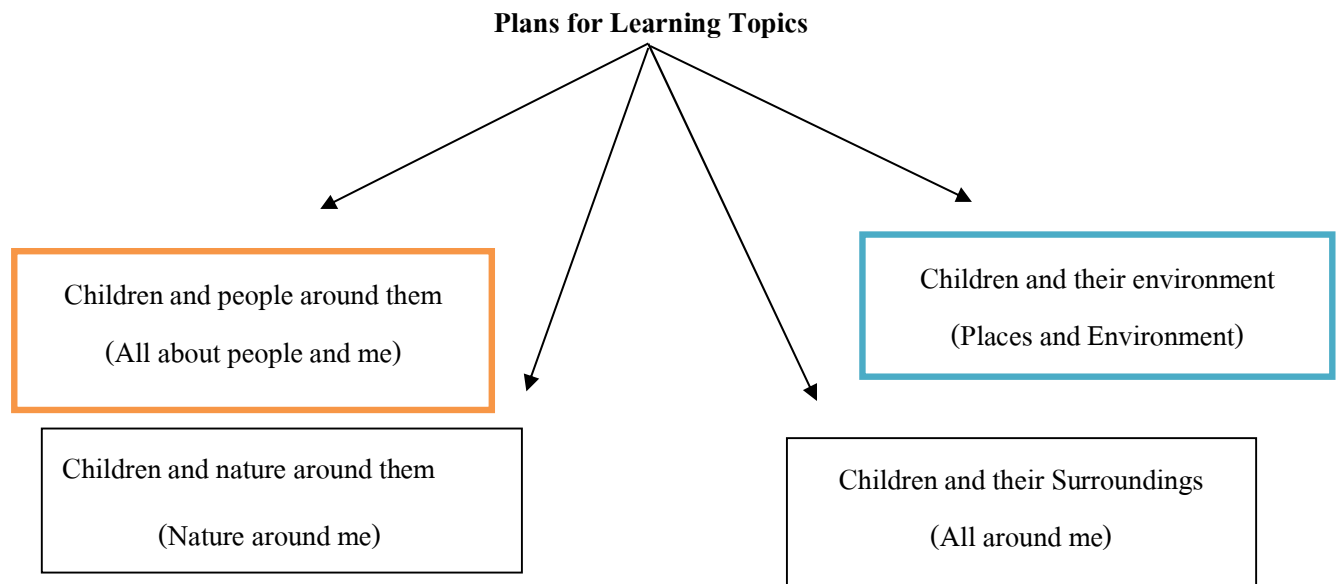 Plans for Learning Topics
Children and people around them
(All about people and me)
Children and their environment
(Places and Environment)
Children and nature around them
(Nature around me)
Children and their Surroundings
(All around me)